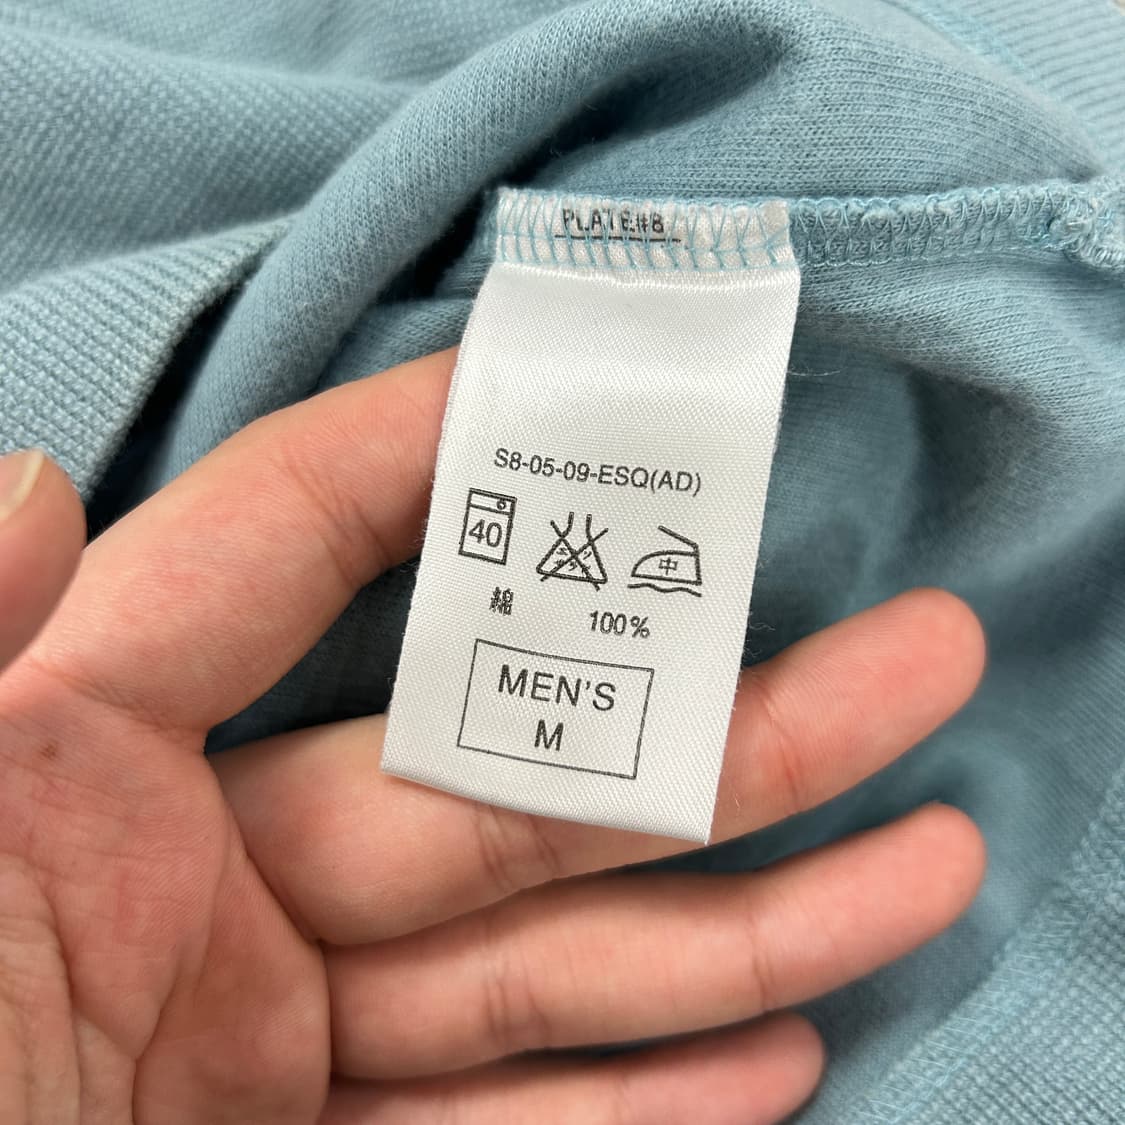 PLATE#8
S8-05-09-ESQ(AD)
40
中
綿 100%
MEN'S
M